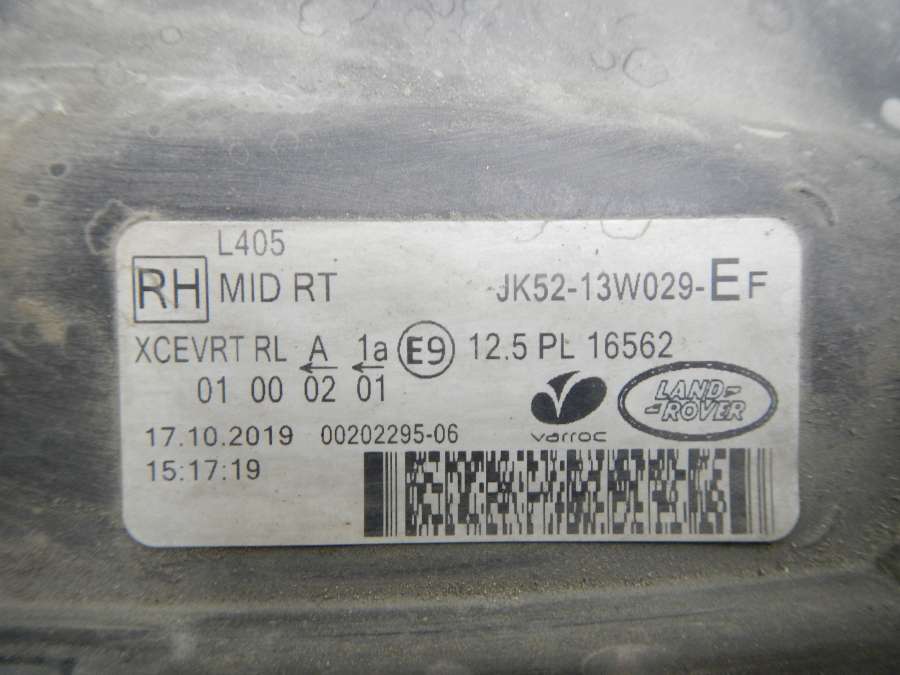 L405
RH MID RT JK52-13W029-EF
XCEVRT RL A 1a E9 12.5 PL 16562
01 00 02 01
varroc
LAND ROVER
17.10.2019 00202295-06
15:17:19